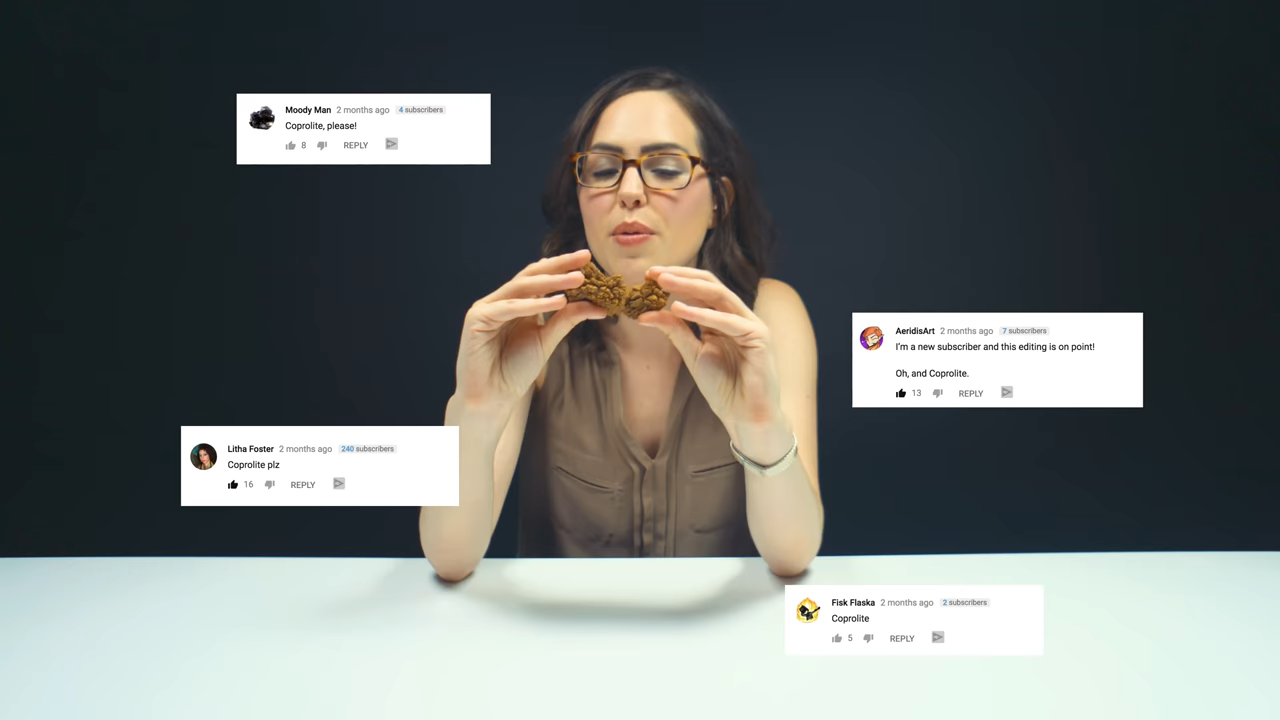 Moody Man 2 months ago 4 subscribers
Coprolite, please!
8 REPLY
AeridisArt 2 months ago 7 subscribers
I'm a new subscriber and this editing is on point!
Oh, and Coprolite.
13 REPLY
Litha Foster 2 months ago 240 subscribers
Coprolite plz
16 REPLY
Fisk Flaska 2 months ago 2 subscribers
Coprolite
5 REPLY